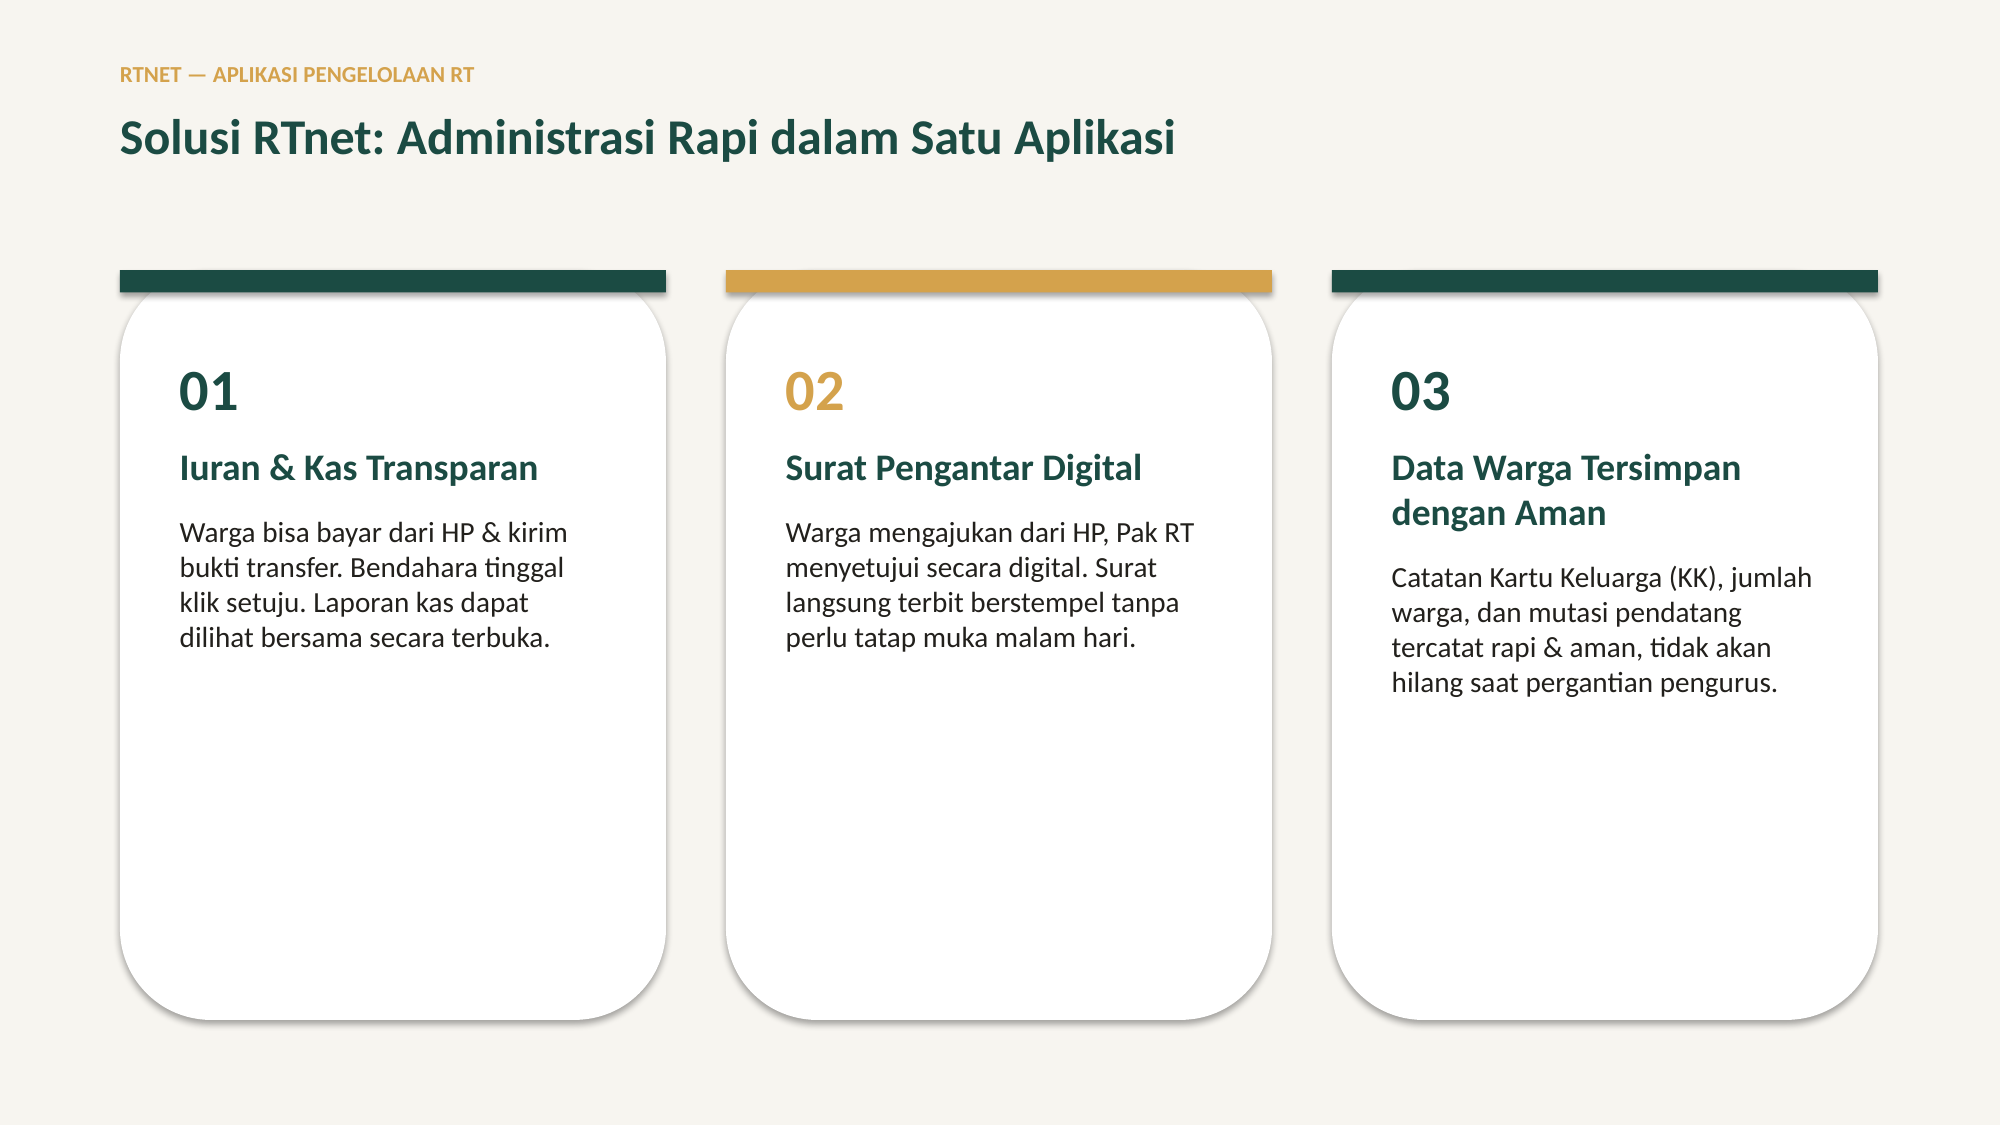 RTNET — APLIKASI PENGELOLAAN RT
Solusi RTnet: Administrasi Rapi dalam Satu Aplikasi
01
Iuran & Kas Transparan
Warga bisa bayar dari HP & kirim
bukti transfer. Bendahara tinggal
klik setuju. Laporan kas dapat
dilihat bersama secara terbuka.
02
Surat Pengantar Digital
Warga mengajukan dari HP, Pak RT
menyetujui secara digital. Surat
langsung terbit berstempel tanpa
perlu tatap muka malam hari.
03
Data Warga Tersimpan
dengan Aman
Catatan Kartu Keluarga (KK), jumlah
warga, dan mutasi pendatang
tercatat rapi & aman, tidak akan
hilang saat pergantian pengurus.